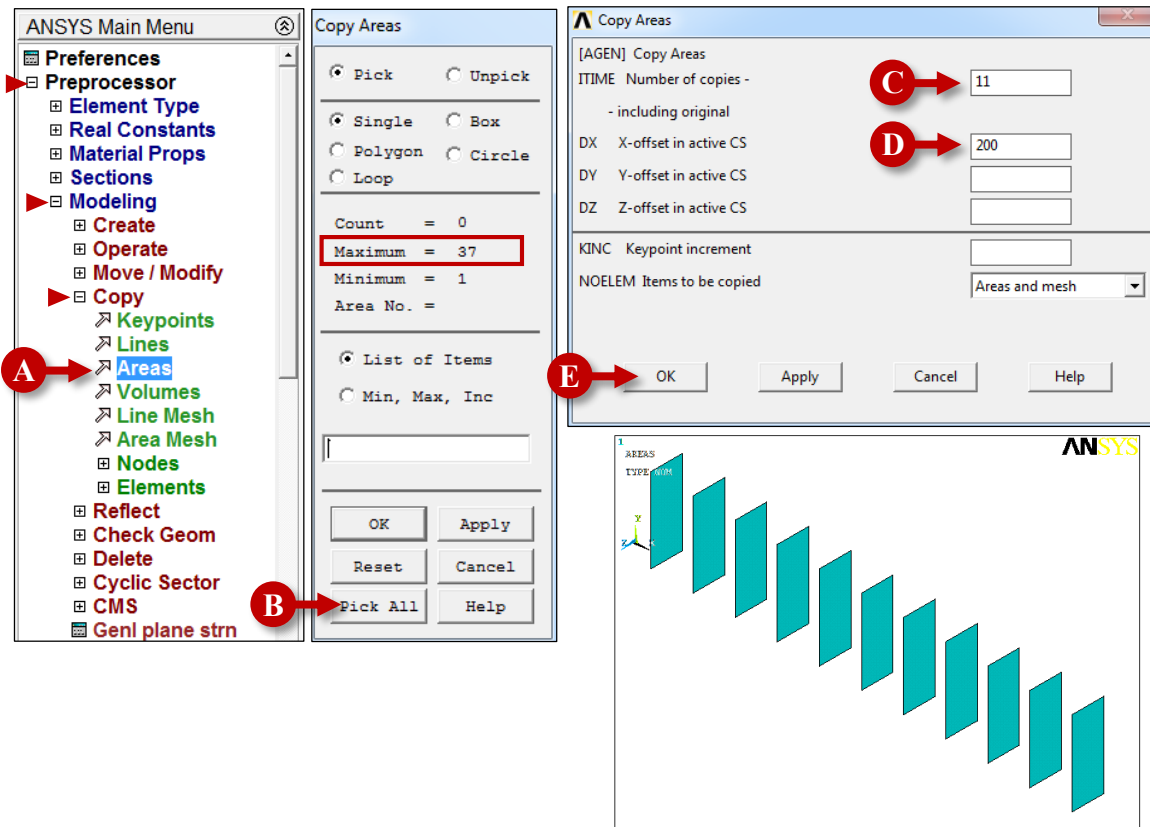 ANSYS Main Menu
Preferences
Preprocessor
Element Type
Real Constants
Material Props
Sections
Modeling
Create
Operate
Move / Modify
Copy
Keypoints
Lines
A
Areas
Volumes
Line Mesh
Area Mesh
Nodes
Elements
Reflect
Check Geom
Delete
Cyclic Sector
CMS
Genl plane strn
Copy Areas
Pick Unpick
Single Box
Polygon Circle
Loop
Count = 0
Maximum = 37
Minimum = 1
Area No. =
List of Items
Min, Max, Inc
OK Apply
Reset Cancel
B Pick All Help
Copy Areas
[AGEN] Copy Areas
ITIME Number of copies - C 11
- including original
DX X-offset in active CS D 200
DY Y-offset in active CS
DZ Z-offset in active CS
KINC Keypoint increment
NOELEM Items to be copied Areas and mesh
E OK Apply Cancel Help
1
AREAS
TYPE NUM
ANSYS
Y
Z X